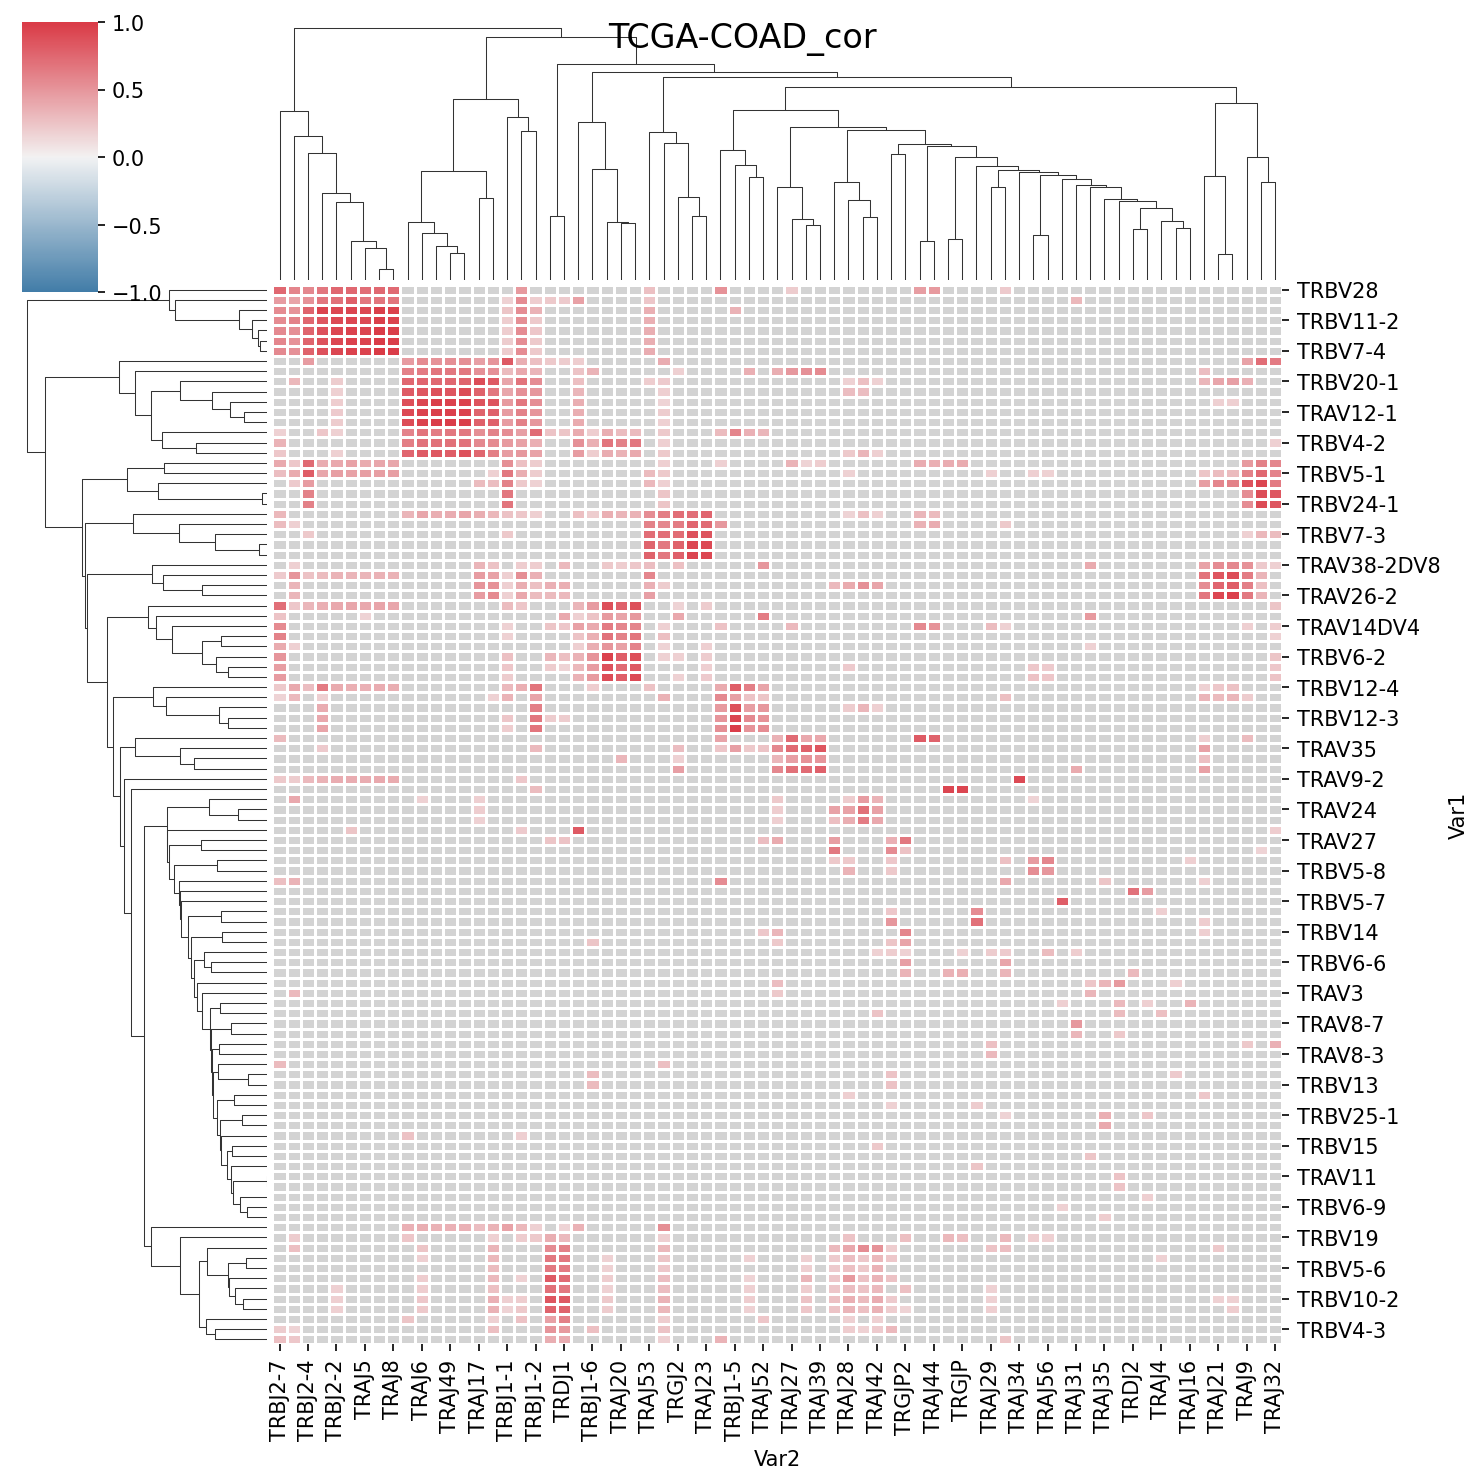 TCGA-COAD_cor
1.0
0.5
0.0
−0.5
−1.0
TRBV28
TRBV11-2
TRBV7-4
TRBV20-1
TRAV12-1
TRBV4-2
TRBV5-1
TRBV24-1
TRBV7-3
TRAV38-2DV8
TRAV26-2
TRAV14DV4
TRBV6-2
TRBV12-4
TRBV12-3
TRAV35
TRAV9-2
TRAV24
TRAV27
TRBV5-8
TRBV5-7
TRBV14
TRBV6-6
TRAV3
TRAV8-7
TRAV8-3
TRBV13
TRBV25-1
TRBV15
TRAV11
TRBV6-9
TRBV19
TRBV5-6
TRBV10-2
TRBV4-3
Var1
TRBJ2-7
TRBJ2-4
TRBJ2-2
TRAJ5
TRAJ8
TRAJ6
TRAJ49
TRAJ17
TRBJ1-1
TRBJ1-2
TRDJ1
TRBJ1-6
TRAJ20
TRAJ53
TRGJ2
TRAJ23
TRBJ1-5
TRAJ52
TRAJ27
TRAJ39
TRAJ28
TRAJ42
TRGJP2
TRAJ44
TRGJP
TRAJ29
TRAJ34
TRAJ56
TRAJ31
TRAJ35
TRDJ2
TRAJ4
TRAJ16
TRAJ21
TRAJ9
TRAJ32
Var2